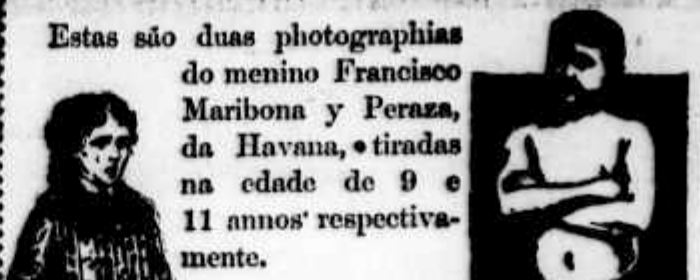 Estas são duas photographias
do menino Francisco
Maribona y Peraza,
da Havana, • tiradas
na edade de 9 e
11 annos' respectiva-
mente.